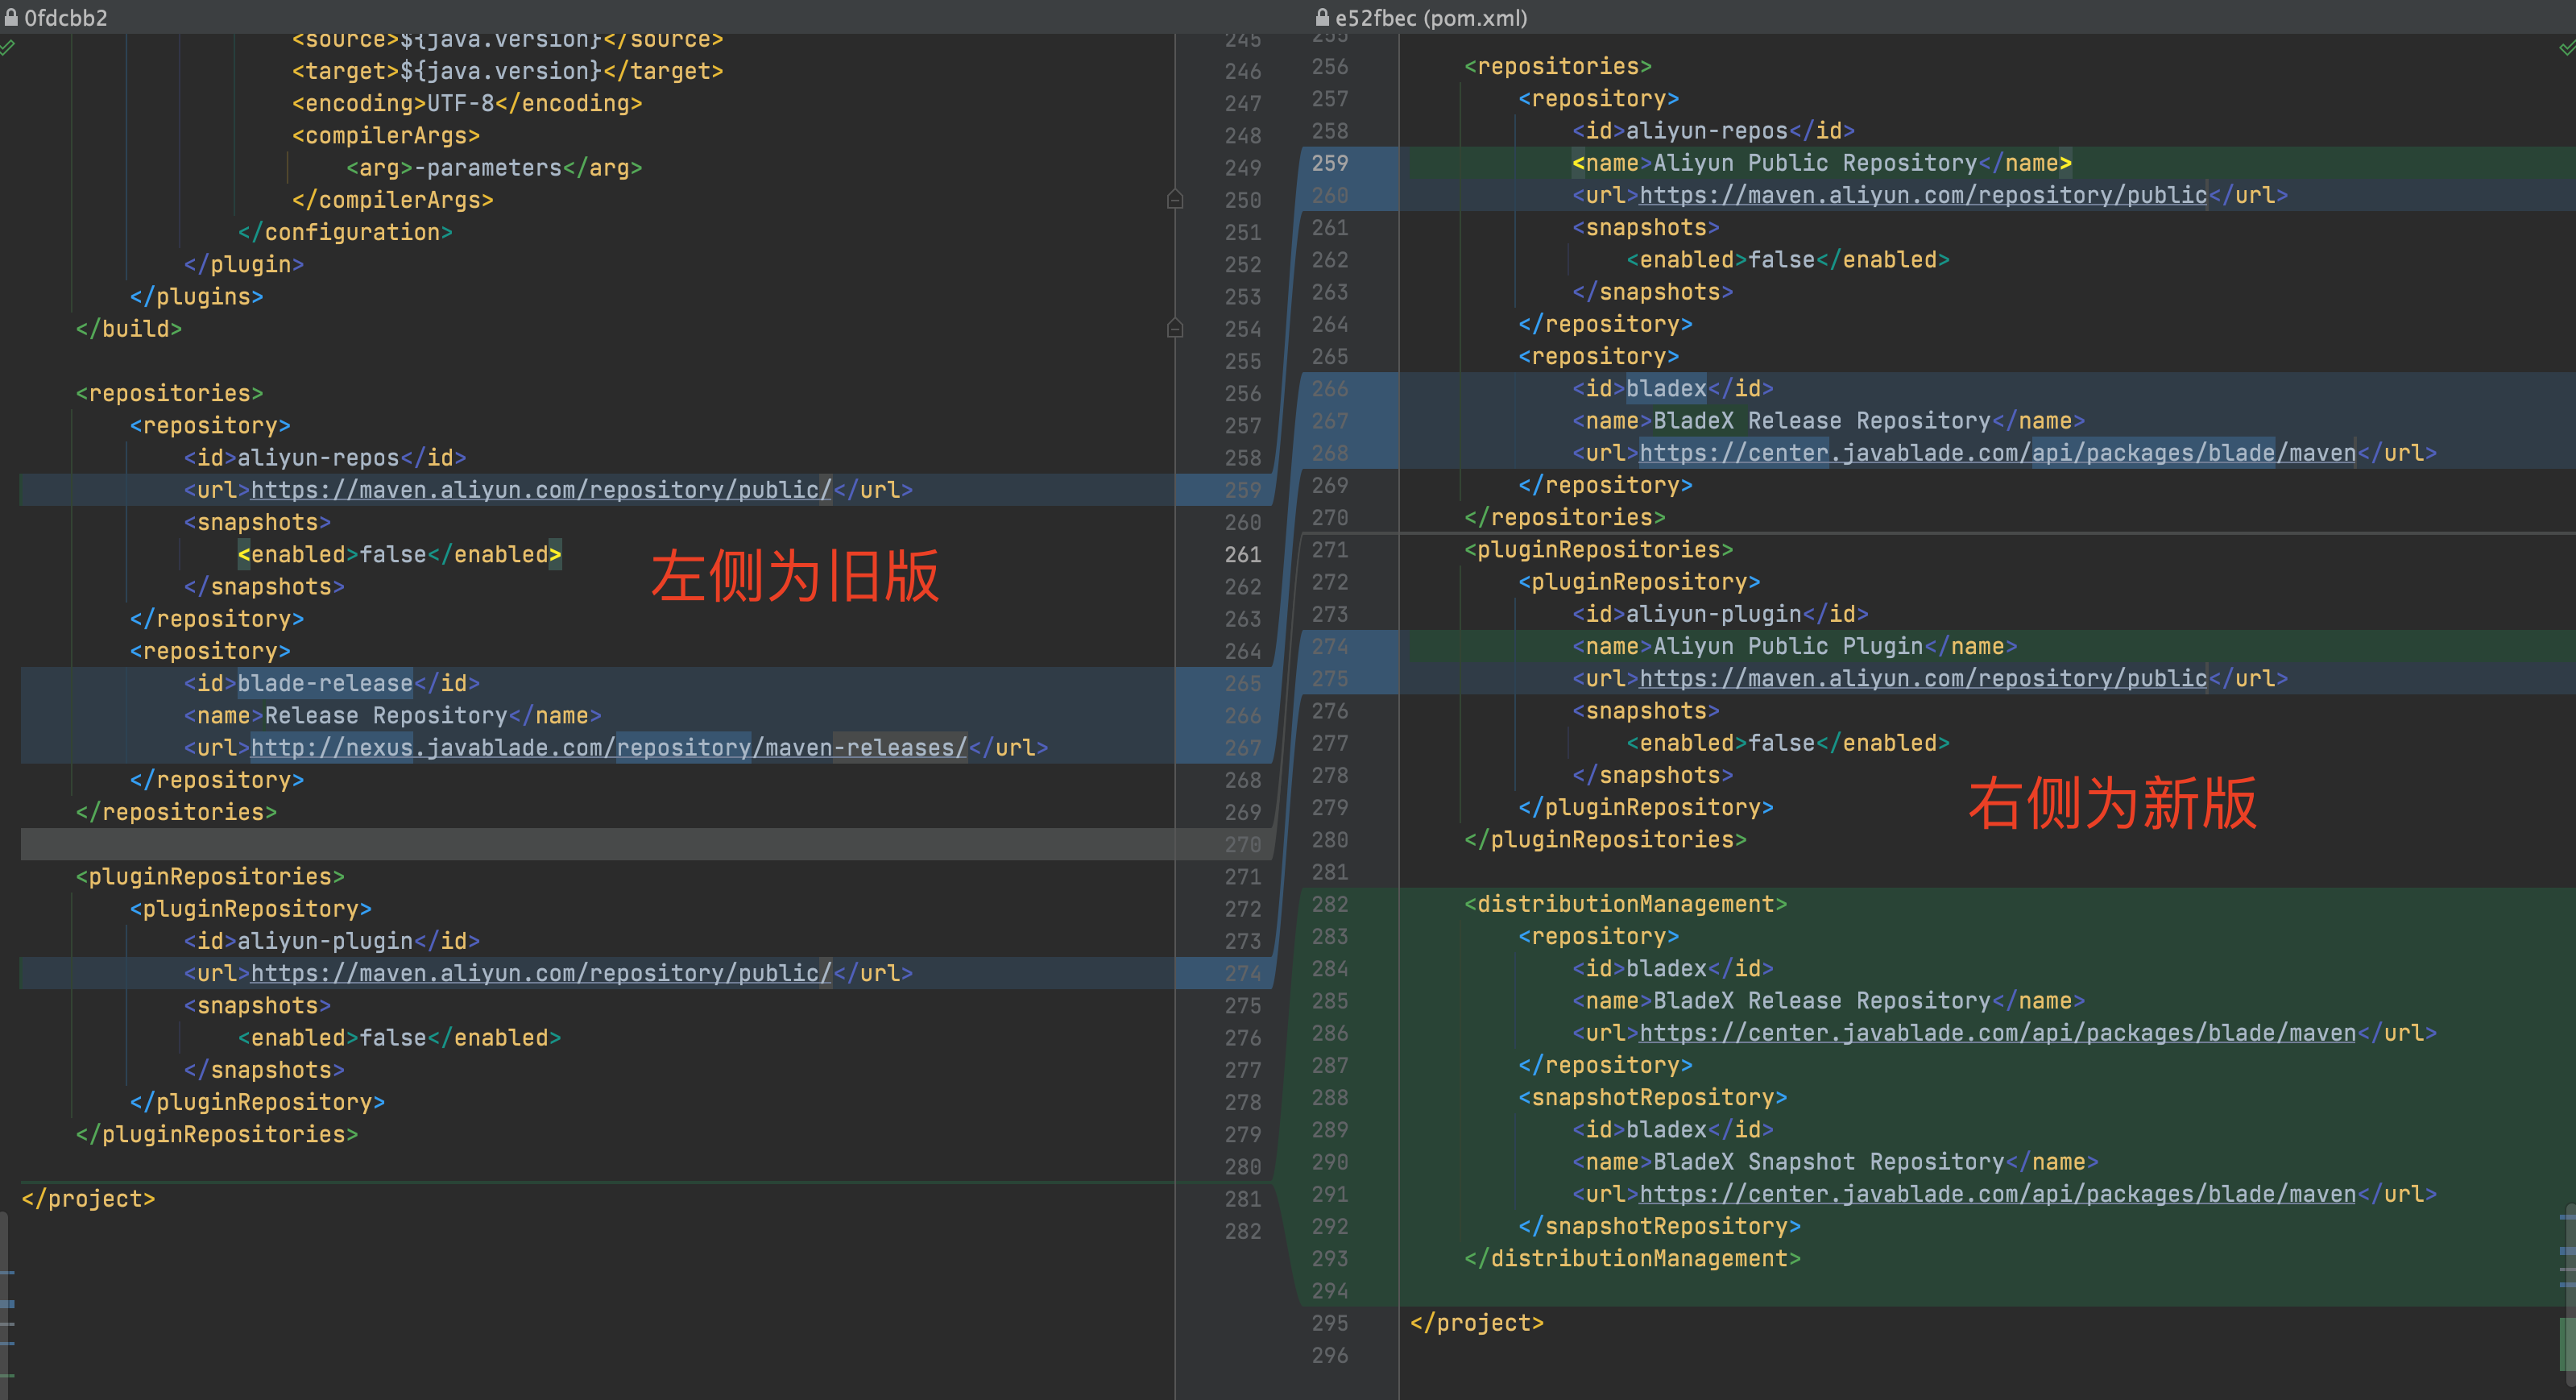 0fdcbb2
<source>${java.version}</source>
245
<target>${java.version}</target>
246
<encoding>UTF-8</encoding>
247
<compilerArgs>
248
<arg>-parameters</arg>
249
</compilerArgs>
250
</configuration>
251
</plugin>
252
</plugins>
253
</build>
254
255
<repositories>
256
<repository>
257
<id>aliyun-repos</id>
258
<url>https://maven.aliyun.com/repository/public/</url>
259
<snapshots>
260
<enabled>false</enabled>
261
</snapshots>
262
</repository>
263
<repository>
264
<id>blade-release</id>
265
<name>Release Repository</name>
266
<url>http://nexus.javablade.com/repository/maven-releases/</url>
267
</repository>
268
</repositories>
269
270
<pluginRepositories>
271
<pluginRepository>
272
<id>aliyun-plugin</id>
273
<url>https://maven.aliyun.com/repository/public/</url>
274
<snapshots>
275
<enabled>false</enabled>
276
</snapshots>
277
</pluginRepository>
278
</pluginRepositories>
279
280
</project>
281
282
左侧为旧版
e52fbec (pom.xml)
255
256 <repositories>
257 <repository>
258 <id>aliyun-repos</id>
259 <name>Aliyun Public Repository</name>
260 <url>https://maven.aliyun.com/repository/public</url>
261 <snapshots>
262 <enabled>false</enabled>
263 </snapshots>
264 </repository>
265 <repository>
266 <id>bladex</id>
267 <name>BladeX Release Repository</name>
268 <url>https://center.javablade.com/api/packages/blade/maven</url>
269 </repository>
270 </repositories>
271 <pluginRepositories>
272 <pluginRepository>
273 <id>aliyun-plugin</id>
274 <name>Aliyun Public Plugin</name>
275 <url>https://maven.aliyun.com/repository/public</url>
276 <snapshots>
277 <enabled>false</enabled>
278 </snapshots>
279 </pluginRepository>
280 </pluginRepositories>
281
282 <distributionManagement>
283 <repository>
284 <id>bladex</id>
285 <name>BladeX Release Repository</name>
286 <url>https://center.javablade.com/api/packages/blade/maven</url>
287 </repository>
288 <snapshotRepository>
289 <id>bladex</id>
290 <name>BladeX Snapshot Repository</name>
291 <url>https://center.javablade.com/api/packages/blade/maven</url>
292 </snapshotRepository>
293 </distributionManagement>
294
295 </project>
296
右侧为新版